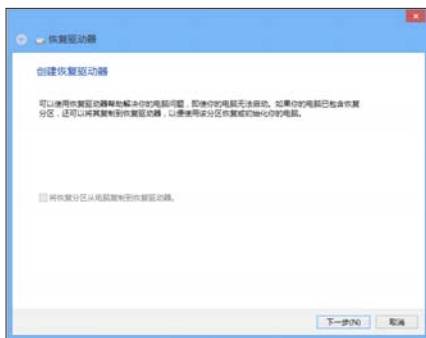 恢复驱动器
创建恢复驱动器
可以使用恢复驱动器帮助解决你的电脑问题，即使你的电脑无法启动。如果你的电脑已包含恢复
分区，还可以将其复制到恢复驱动器，以便使用该分区恢复或初始化你的电脑。
将恢复分区从电脑复制到恢复驱动器。
下一步(N)
取消